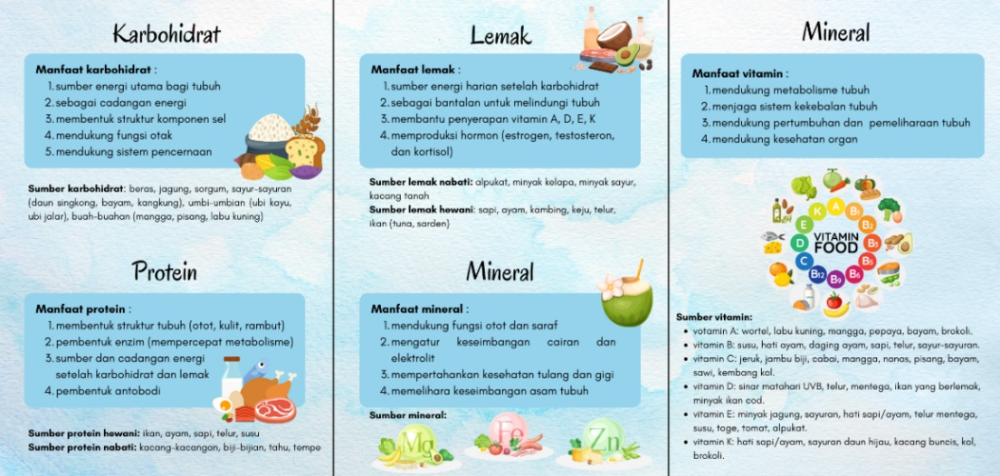 Karbohidrat
Manfaat karbohidrat :
1. sumber energi utama bagi tubuh
2. sebagai cadangan energi
3. membentuk struktur komponen sel
4. mendukung fungsi otak
5. mendukung sistem pencernaan
Sumber karbohidrat: beras, jagung, sorgum, sayur-sayuran
(daun singkong, bayam, kangkung), umbi-umbian (ubi kayu,
ubi jalar), buah-buahan (mangga, pisang, labu kuning)
Protein
Manfaat protein :
1. membentuk struktur tubuh (otot, kulit, rambut)
2. pembentuk enzim (mempercepat metabolisme)
3. sumber dan cadangan energi
setelah karbohidrat dan lemak
4. pembentuk antobodi
Sumber protein hewani: ikan, ayam, sapi, telur, susu
Sumber protein nabati: kacang-kacangan, biji-bijian, tahu, tempe
Lemak
Manfaat lemak :
1. sumber energi harian setelah karbohidrat
2. sebagai bantalan untuk melindungi tubuh
3. membantu penyerapan vitamin A, D, E, K
4. memproduksi hormon (estrogen, testosteron,
dan kortisol)
Sumber lemak nabati: alpukat, minyak kelapa, minyak sayur,
kacang tanah
Sumber lemak hewani: sapi, ayam, kambing, keju, telur,
ikan (tuna, sarden)
Mineral
Manfaat mineral :
1. mendukung fungsi otot dan saraf
2. mengatur keseimbangan cairan dan
elektrolit
3. mempertahankan kesehatan tulang dan gigi
4. memelihara keseimbangan asam tubuh
Sumber mineral:
Mg
Fe
Zn
Mineral
Manfaat vitamin :
1. mendukung metabolisme tubuh
2. menjaga sistem kekebalan tubuh
3. mendukung pertumbuhan dan pemeliharaan tubuh
4. mendukung kesehatan organ
VITAMIN
FOOD
A
B1
B2
B3
B5
B6
B9
B12
C
D
E
K
Sumber vitamin:
• votamin A: wortel, labu kuning, mangga, pepaya, bayam, brokoli.
• vitamin B: susu, hati ayam, daging ayam, sapi, telur, sayur-sayuran.
• vitamin C: jeruk, jambu biji, cabai, mangga, nanas, pisang, bayam,
sawi, kembang kol.
• vitamin D: sinar matahari UVB, telur, mentega, ikan yang berlemak,
minyak ikan cod.
• vitamin E: minyak jagung, sayuran, hati sapi/ayam, telur mentega,
susu, toge, tomat, alpukat.
• vitamin K: hati sapi/ayam, sayuran daun hijau, kacang buncis, kol,
brokoli.